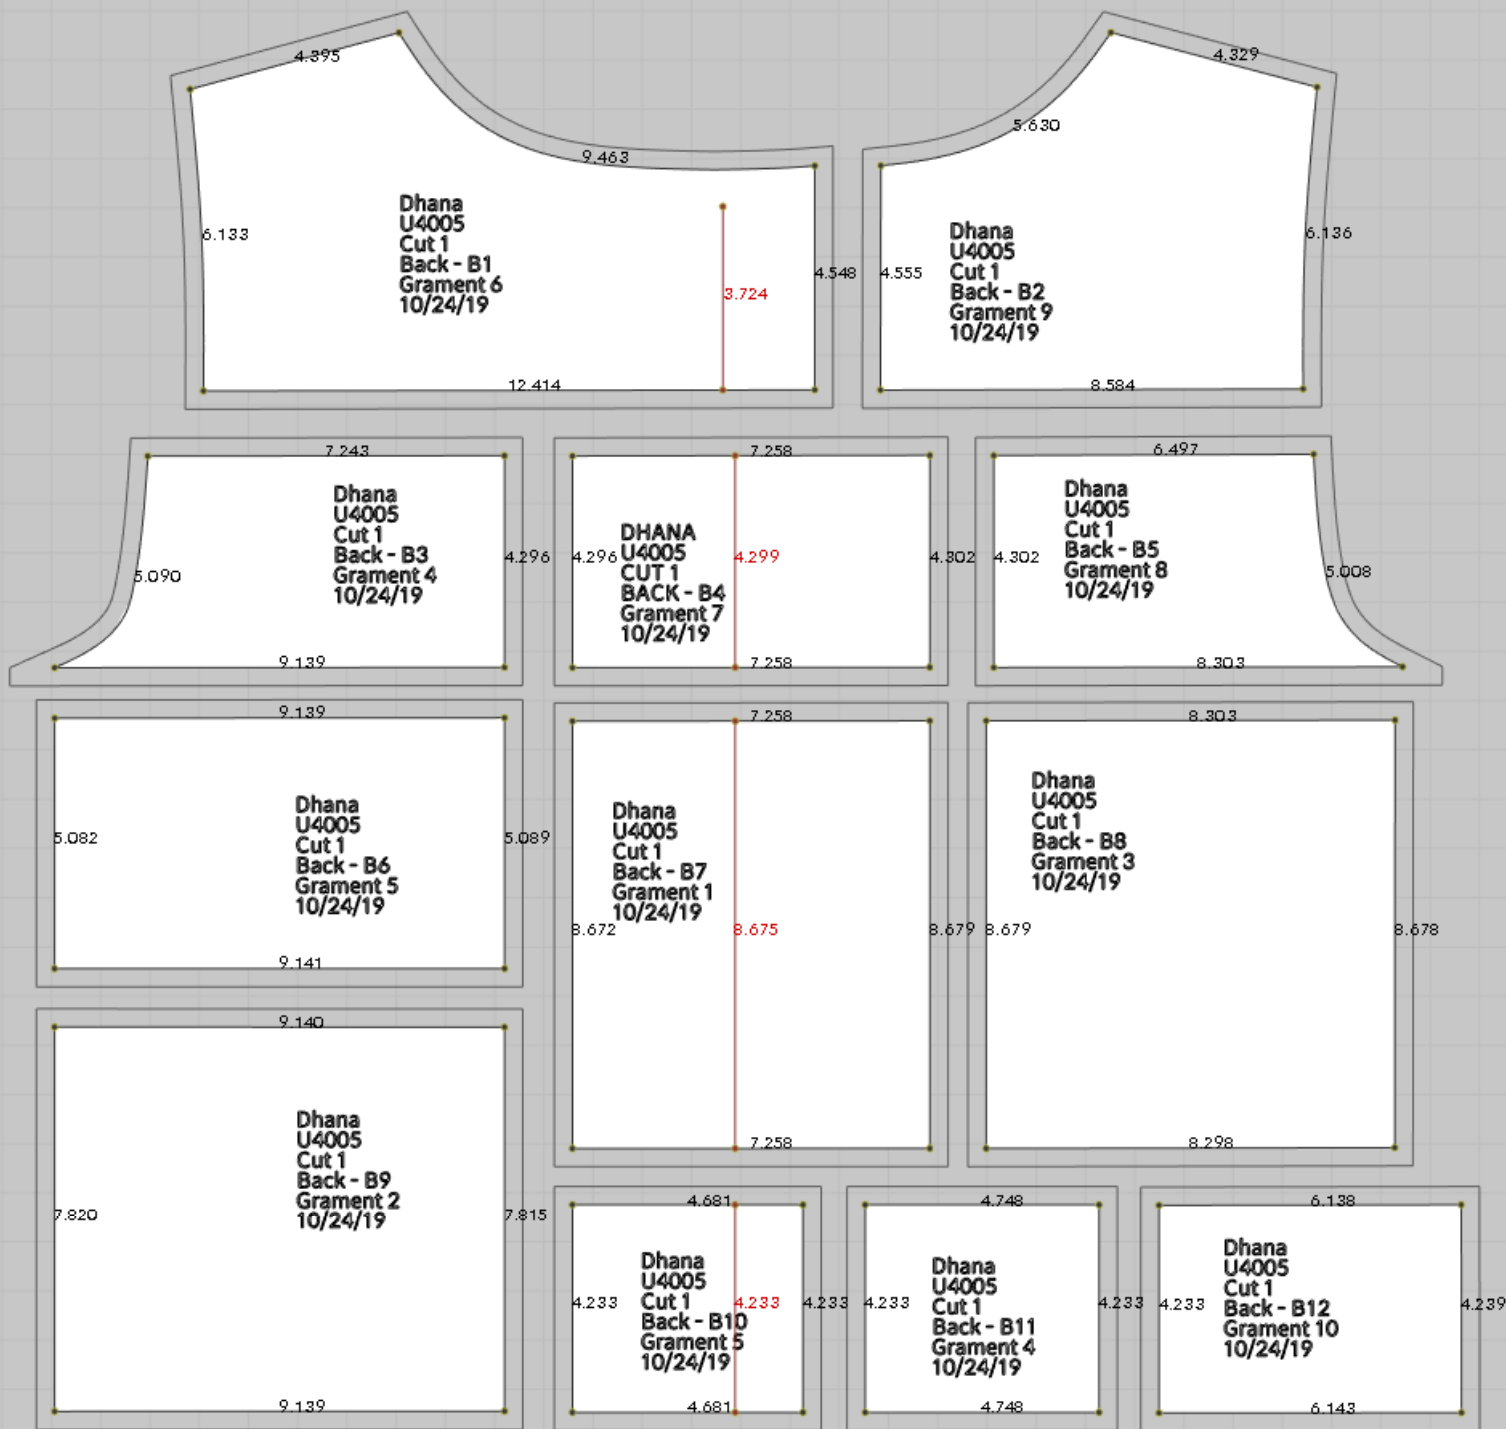 4.395
9.463
6.133
Dhana
U4005
Cut 1
Back - B1
Grament 6
10/24/19
3.724
4.548
12.414
4.329
5.630
4.555
Dhana
U4005
Cut 1
Back - B2
Grament 9
10/24/19
6.136
8.584
7.243
Dhana
U4005
Cut 1
Back - B3
Grament 4
10/24/19
5.090
4.296
9.139
7.258
4.296
DHANA
U4005
CUT 1
BACK - B4
Grament 7
10/24/19
4.299
4.302
7.258
6.497
4.302
Dhana
U4005
Cut 1
Back - B5
Grament 8
10/24/19
5.008
8.303
9.139
5.082
Dhana
U4005
Cut 1
Back - B6
Grament 5
10/24/19
5.089
9.141
7.258
Dhana
U4005
Cut 1
Back - B7
Grament 1
10/24/19
8.672
8.675
8.679
7.258
8.303
Dhana
U4005
Cut 1
Back - B8
Grament 3
10/24/19
8.679
8.678
8.298
9.140
Dhana
U4005
Cut 1
Back - B9
Grament 2
10/24/19
7.820
7.815
9.139
4.681
Dhana
U4005
Cut 1
Back - B10
Grament 5
10/24/19
4.233
4.233
4.233
4.681
4.748
Dhana
U4005
Cut 1
Back - B11
Grament 4
10/24/19
4.233
4.233
4.748
6.138
Dhana
U4005
Cut 1
Back - B12
Grament 10
10/24/19
4.233
4.239
6.143